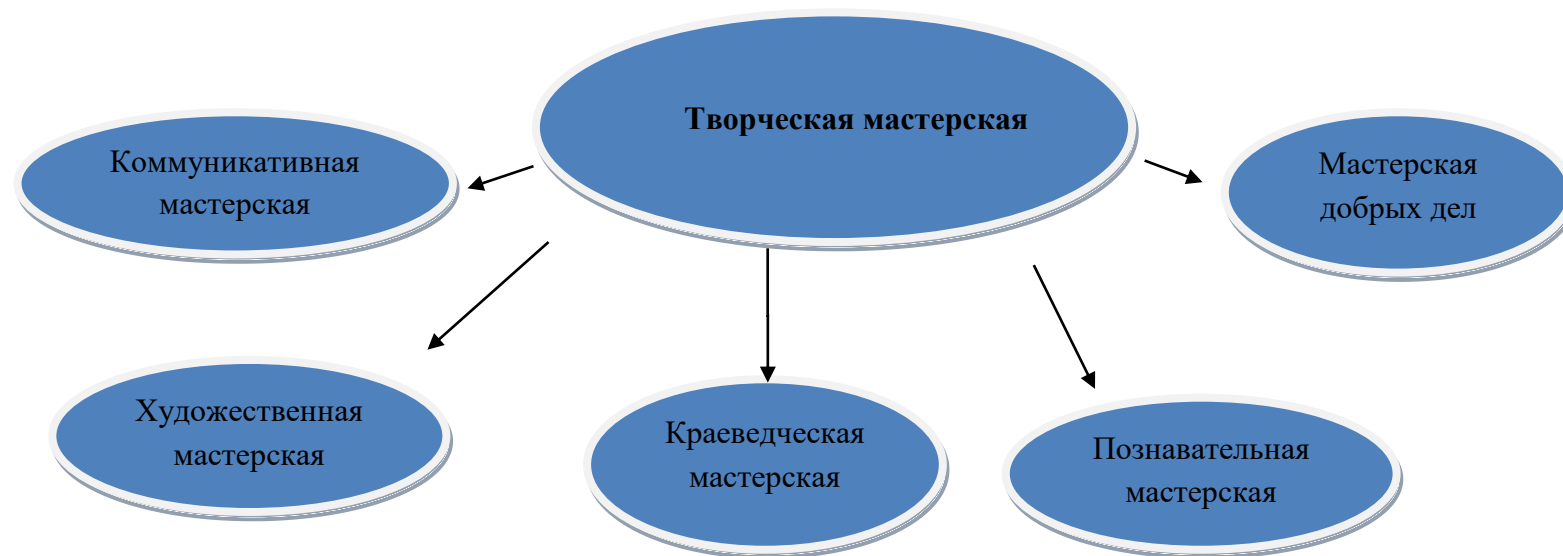 Творческая мастерская
Коммуникативная
мастерская
Мастерская
добрых дел
Художественная
мастерская
Краеведческая
мастерская
Познавательная
мастерская